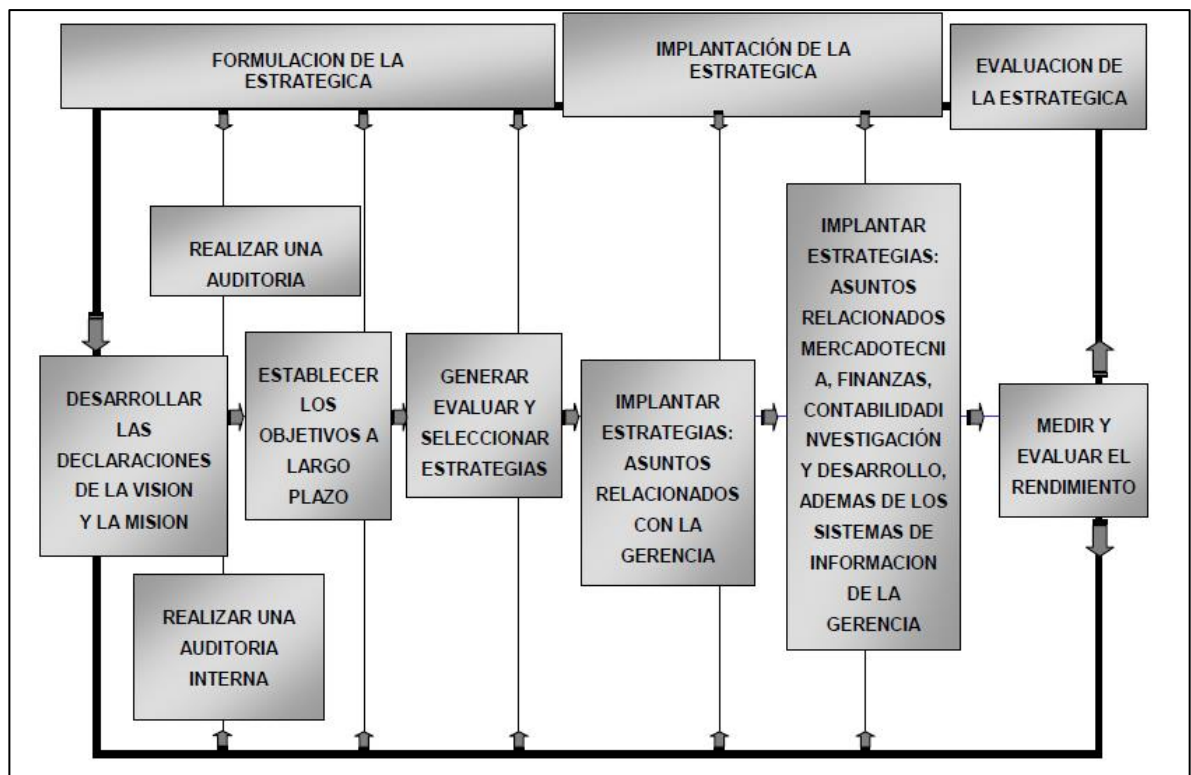 FORMULACION DE LA
ESTRATEGICA
IMPLANTACIÓN DE LA
ESTRATEGICA
EVALUACION DE
LA ESTRATEGICA
REALIZAR UNA
AUDITORIA
DESARROLLAR
LAS
DECLARACIONES
DE LA VISION
Y LA MISION
REALIZAR UNA
AUDITORIA
INTERNA
ESTABLECER
LOS
OBJETIVOS A
LARGO
PLAZO
GENERAR
EVALUAR Y
SELECCIONAR
ESTRATEGIAS
IMPLANTAR
ESTRATEGIAS:
ASUNTOS
RELACIONADOS
CON LA
GERENCIA
IMPLANTAR
ESTRATEGIAS:
ASUNTOS
RELACIONADOS
MERCADOTECNI
A, FINANZAS,
CONTABILIDADI
NVESTIGACIÓN
Y DESARROLLO,
ADEMAS DE LOS
SISTEMAS DE
INFORMACION
DE LA
GERENCIA
MEDIR Y
EVALUAR EL
RENDIMIENTO